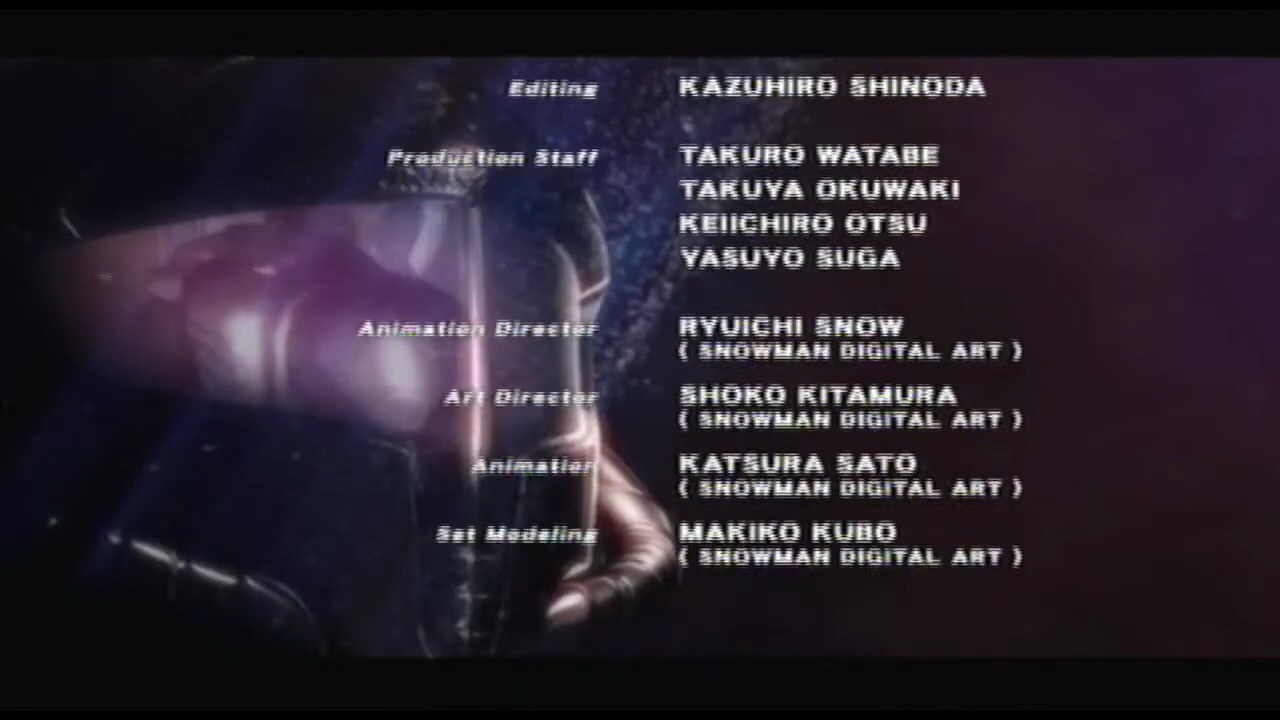 Editing KAZUHIRO SHINODA
Production Staff TAKURO WATABE
TAKUYA OKUWAKI
KEIICHIRO OTSU
YASUYO SUGA
Animation Director RYUICHI SNOW
( SNOWMAN DIGITAL ART )
Art Director SHOKO KITAMURA
( SNOWMAN DIGITAL ART )
Animation KATSURA SATO
( SNOWMAN DIGITAL ART )
Set Modeling MAKIKO KUBO
( SNOWMAN DIGITAL ART )